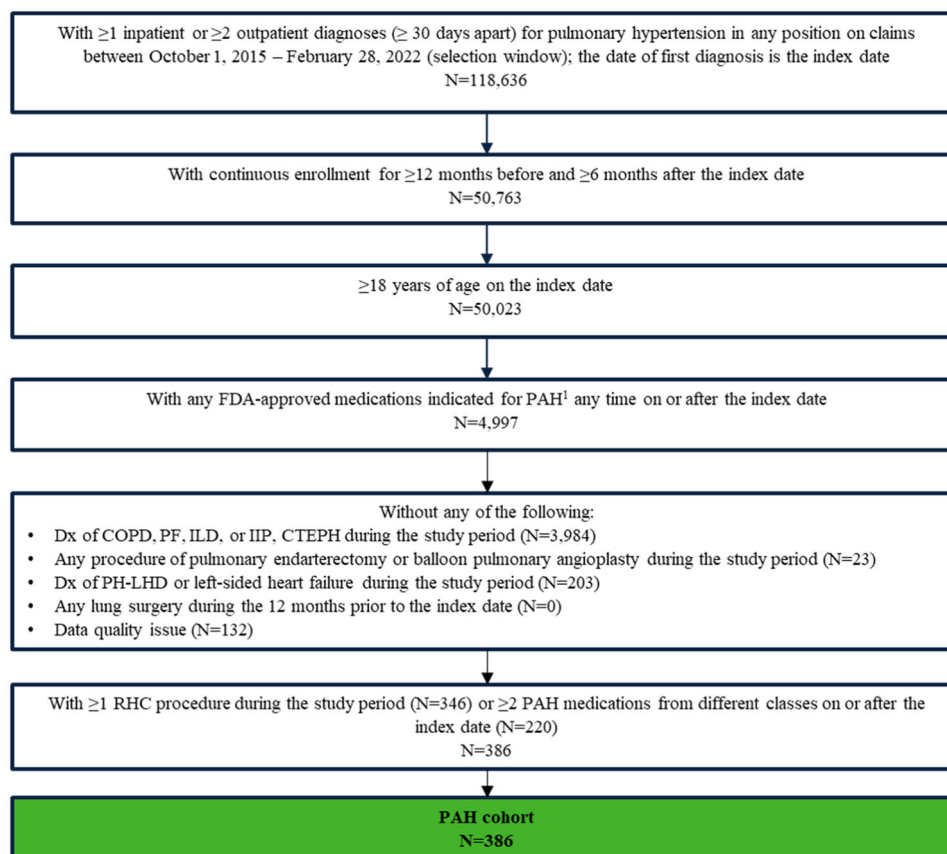 With ≥1 inpatient or ≥2 outpatient diagnoses (≥ 30 days apart) for pulmonary hypertension in any position on claims
between October 1, 2015 – February 28, 2022 (selection window); the date of first diagnosis is the index date
N=118,636
With continuous enrollment for ≥12 months before and ≥6 months after the index date
N=50,763
≥18 years of age on the index date
N=50,023
With any FDA-approved medications indicated for PAH¹ any time on or after the index date
N=4,997
Without any of the following:
• Dx of COPD, PF, ILD, or IIP, CTEPH during the study period (N=3,984)
• Any procedure of pulmonary endarterectomy or balloon pulmonary angioplasty during the study period (N=23)
• Dx of PH-LHD or left-sided heart failure during the study period (N=203)
• Any lung surgery during the 12 months prior to the index date (N=0)
• Data quality issue (N=132)
With ≥1 RHC procedure during the study period (N=346) or ≥2 PAH medications from different classes on or after the
index date (N=220)
N=386
PAH cohort
N=386